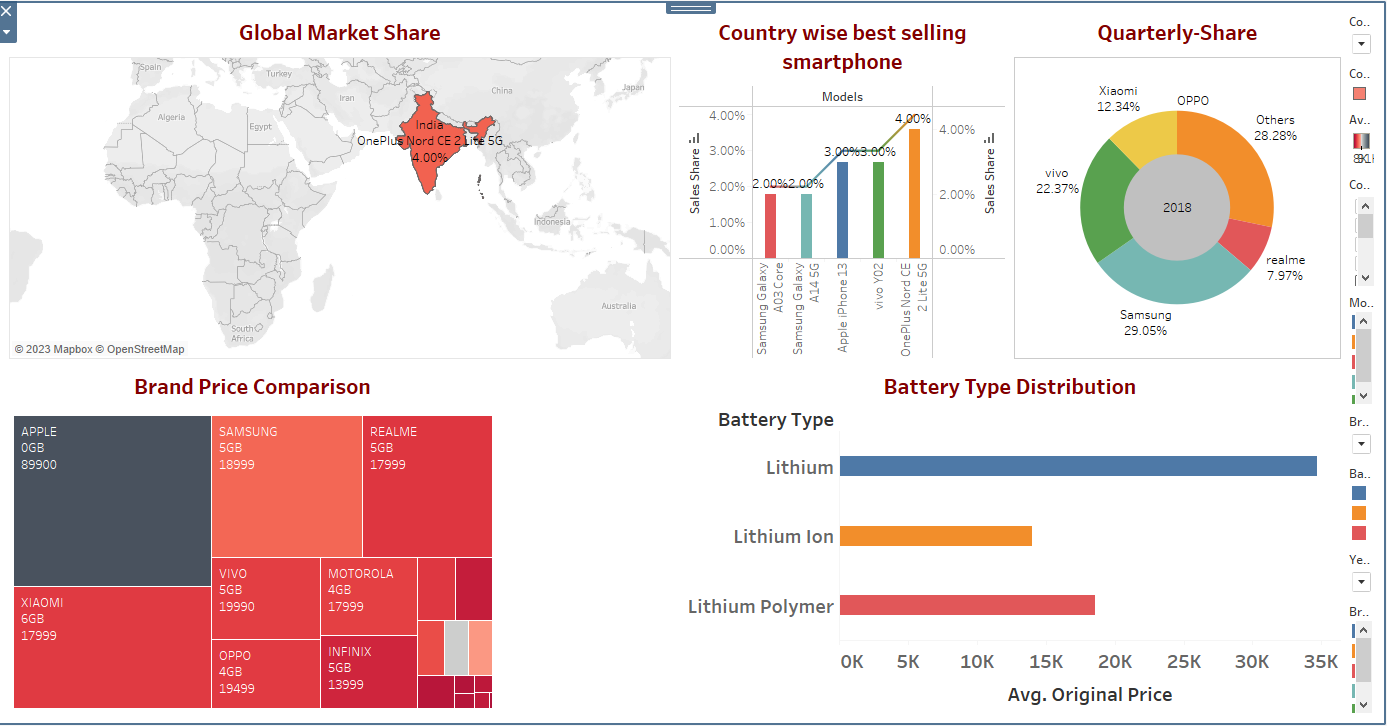 Global Market Share
Spain
Turkey
China
Japan
Iran
Algeria
Egypt
India
OnePlus Nord CE 2 Lite 5G
4.00%
Indonesia
Australia
South
Africa
© 2023 Mapbox © OpenStreetMap
Country wise best selling
smartphone
Models
4.00%
3.00%
2.00%
1.00%
0.00%
Sales Share
2.00%
2.00%
3.00%
3.00%
4.00%
4.00%
2.00%
0.00%
Sales Share
Samsung Galaxy
A03 Core
Samsung Galaxy
A14 5G
Apple iPhone 13
vivo Y02
OnePlus Nord CE
2 Lite 5G
Quarterly-Share
Xiaomi
12.34%
OPPO
Others
28.28%
vivo
22.37%
2018
realme
7.97%
Samsung
29.05%
Co..
Co..
Av..
Co..
Mo..
Br..
Ba..
Ye..
Br..
Brand Price Comparison
APPLE
0GB
89900
SAMSUNG
5GB
18999
REALME
5GB
17999
XIAOMI
6GB
17999
VIVO
5GB
19990
MOTOROLA
4GB
17999
OPPO
4GB
19499
INFINIX
5GB
13999
Battery Type Distribution
Battery Type
Lithium
Lithium Ion
Lithium Polymer
0K 5K 10K 15K 20K 25K 30K 35K
Avg. Original Price